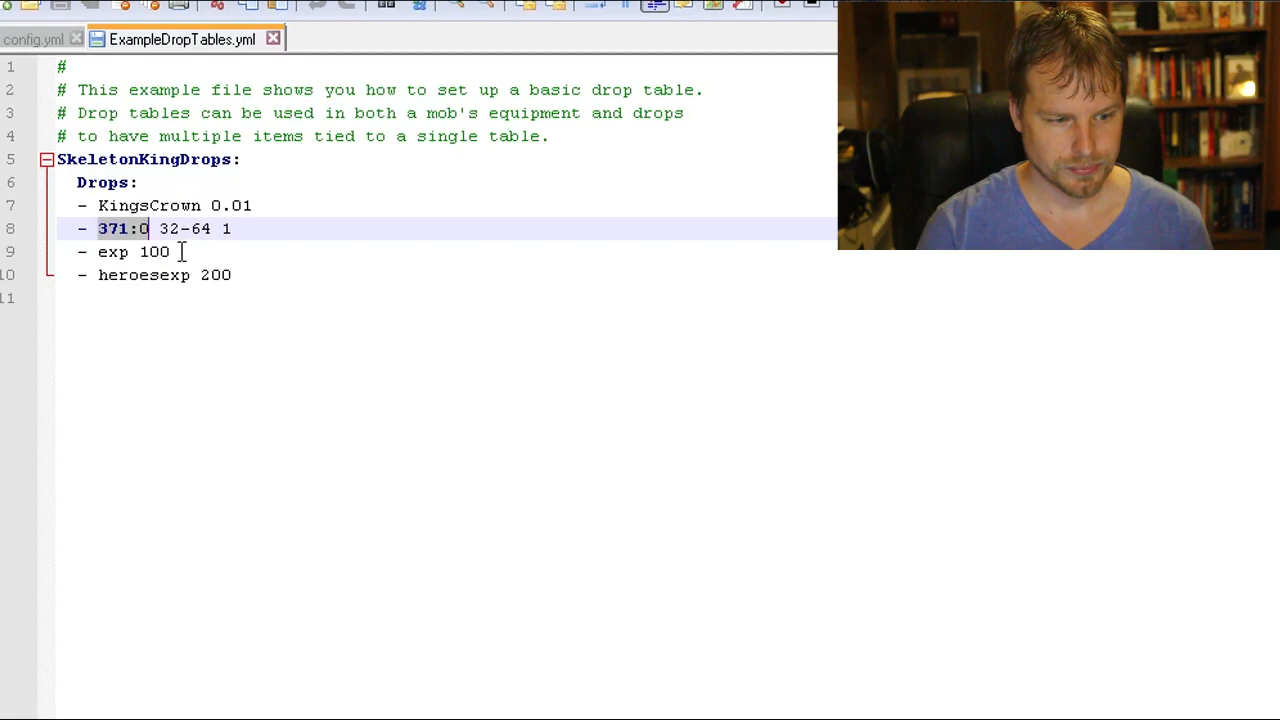 config.yml ExampleDropTables.yml
1 #
2 # This example file shows you how to set up a basic drop table.
3 # Drop tables can be used in both a mob's equipment and drops
4 # to have multiple items tied to a single table.
5 SkeletonKingDrops:
6 Drops:
7 - KingsCrown 0.01
8 - 371:0 32-64 1
9 - exp 100
10 - heroesexp 200
11